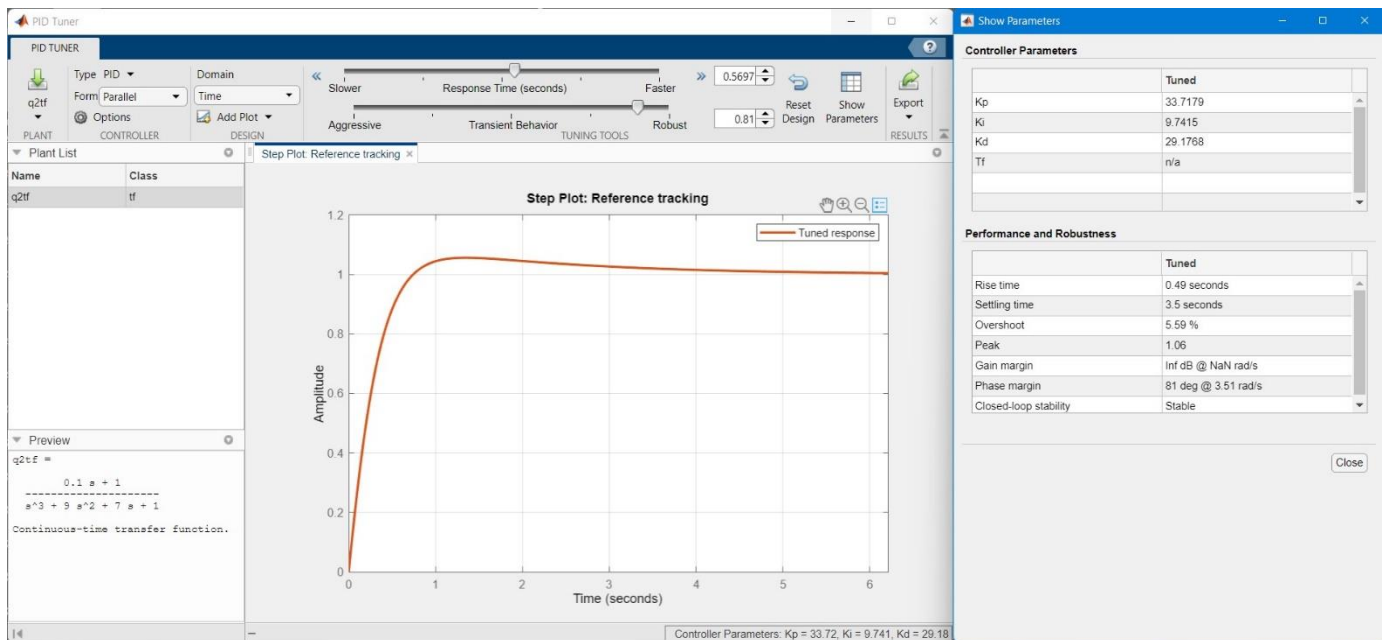 PID Tuner
PID TUNER
?
q2tf
PLANT
Type PID
Form Parallel
Options
CONTROLLER
Domain
Time
Add Plot
DESIGN
Slower
Response Time (seconds)
Faster
0.5697
Aggressive
Transient Behavior
Robust
0.81
TUNING TOOLS
Reset
Design
Show
Parameters
Export
RESULTS
Plant List
Name Class
q2tf tf
Preview
q2tf =
0.1 s + 1
---------------------
s^3 + 9 s^2 + 7 s + 1
Continuous-time transfer function.
Step Plot: Reference tracking
Step Plot: Reference tracking
Tuned response
1.2
1
0.8
0.6
0.4
0.2
0
Amplitude
0 1 2 3 4 5 6
Time (seconds)
Controller Parameters: Kp = 33.72, Ki = 9.741, Kd = 29.18
Show Parameters
Controller Parameters
Tuned
Kp 33.7179
Ki 9.7415
Kd 29.1768
Tf n/a
Performance and Robustness
Tuned
Rise time 0.49 seconds
Settling time 3.5 seconds
Overshoot 5.59 %
Peak 1.06
Gain margin Inf dB @ NaN rad/s
Phase margin 81 deg @ 3.51 rad/s
Closed-loop stability Stable
Close